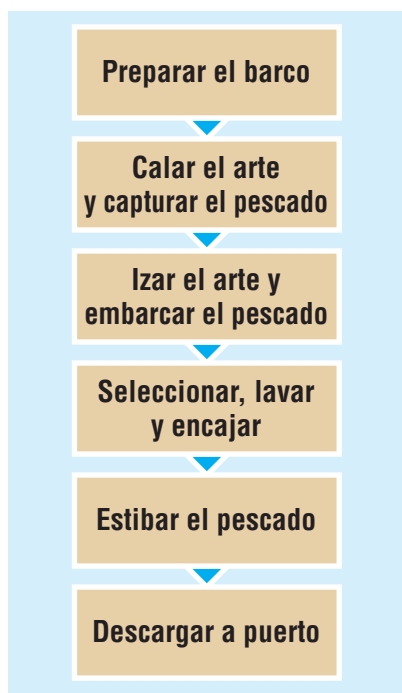 Preparar el barco
Calar el arte
y capturar el pescado
Izar el arte y
embarcar el pescado
Seleccionar, lavar
y encajar
Estibar el pescado
Descargar a puerto